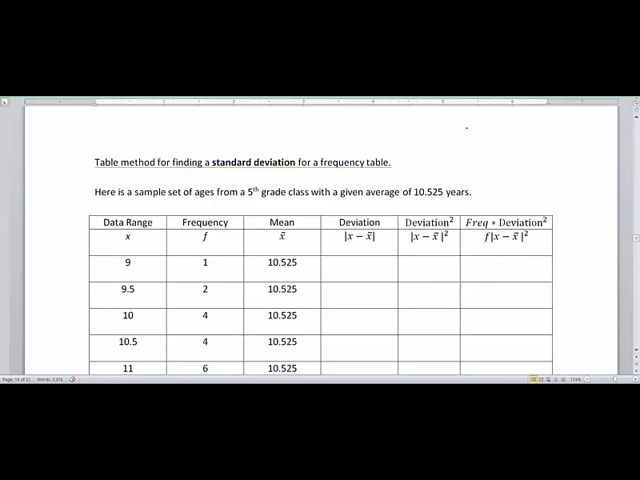 Table method for finding a standard deviation for a frequency table.
Here is a sample set of ages from a 5th grade class with a given average of 10.525 years.
Data Range Frequency Mean Deviation Deviation² Freq * Deviation²
x f x̄ |x − x̄| |x − x̄|² f|x − x̄|²
9 1 10.525
9.5 2 10.525
10 4 10.525
10.5 4 10.525
11 6 10.525